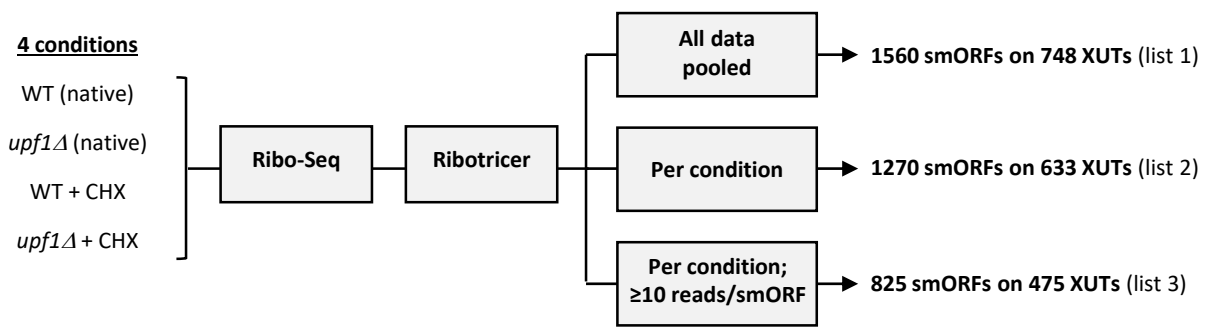 4 conditions
WT (native)
upf1Δ (native)
WT + CHX
upf1Δ + CHX
Ribo-Seq
Ribotricer
All data
pooled
1560 smORFs on 748 XUTs (list 1)
Per condition
1270 smORFs on 633 XUTs (list 2)
Per condition;
≥10 reads/smORF
825 smORFs on 475 XUTs (list 3)